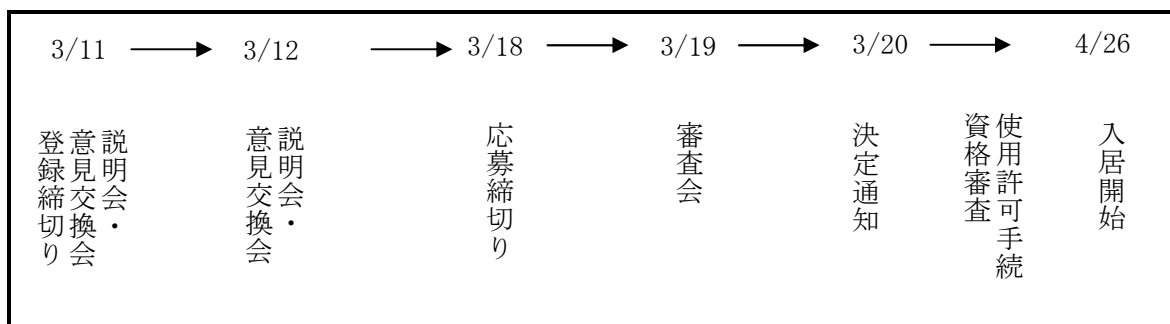 3/11 → 3/12 → 3/18 → 3/19 → 3/20 → 4/26
説明会・
意見交換会
登録締切り
説明会・
意見交換会
応募締切り
審査会
決定通知
使用許可手続
資格審査
入居開始